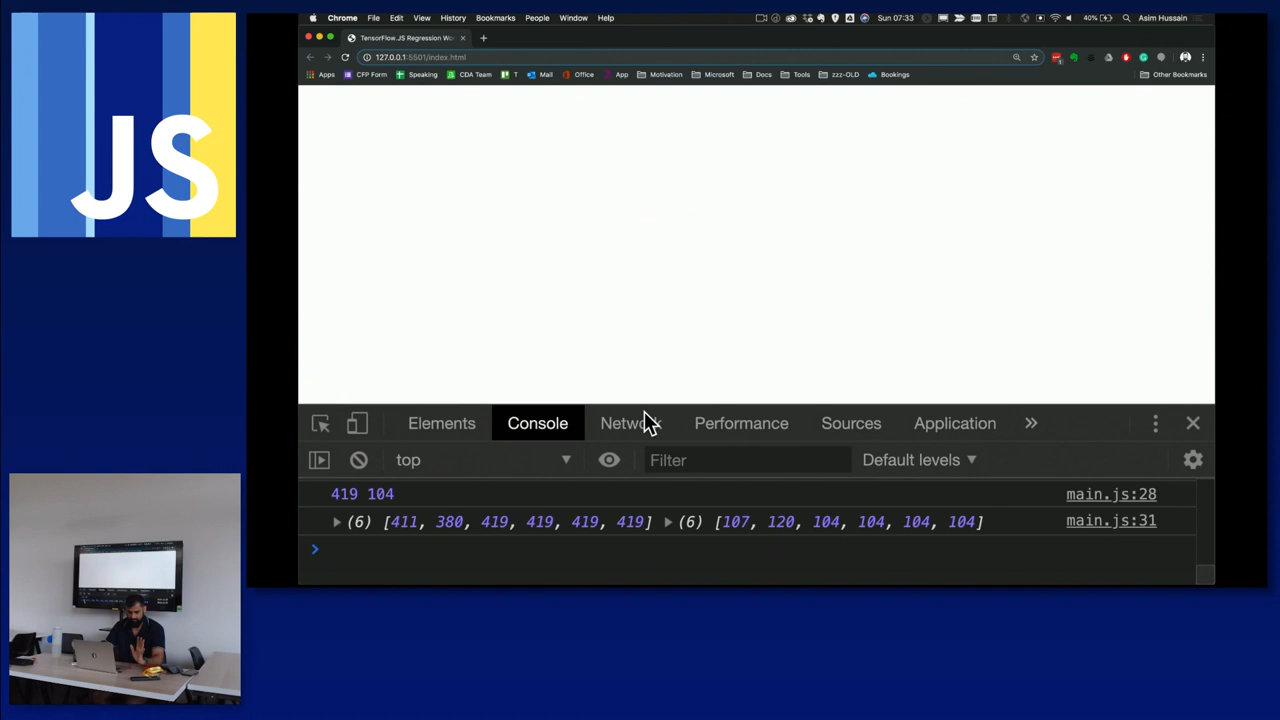 JS
Chrome File Edit View History Bookmarks People Window Help Sun 07:33 40% Asim Hussain
TensorFlow.JS Regression Wor
127.0.0.1:5501/index.html
Apps CFP Form Speaking CDA Team T Mail Office App Motivation Microsoft Docs Tools zzz-OLD Bookings Other Bookmarks
Elements Console Network Performance Sources Application »
top Filter Default levels
419 104 main.js:28
(6) [411, 380, 419, 419, 419, 419] (6) [107, 120, 104, 104, 104, 104] main.js:31